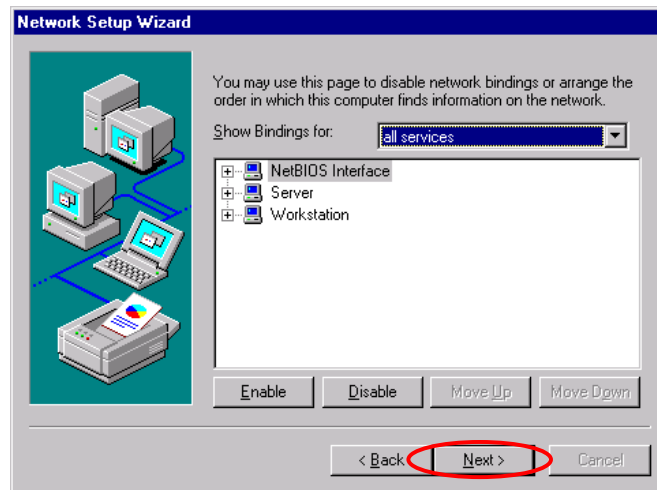 Network Setup Wizard
You may use this page to disable network bindings or arrange the
order in which this computer finds information on the network.
Show Bindings for:
all services
NetBIOS Interface
Server
Workstation
Enable
Disable
Move Up
Move Down
< Back
Next >
Cancel